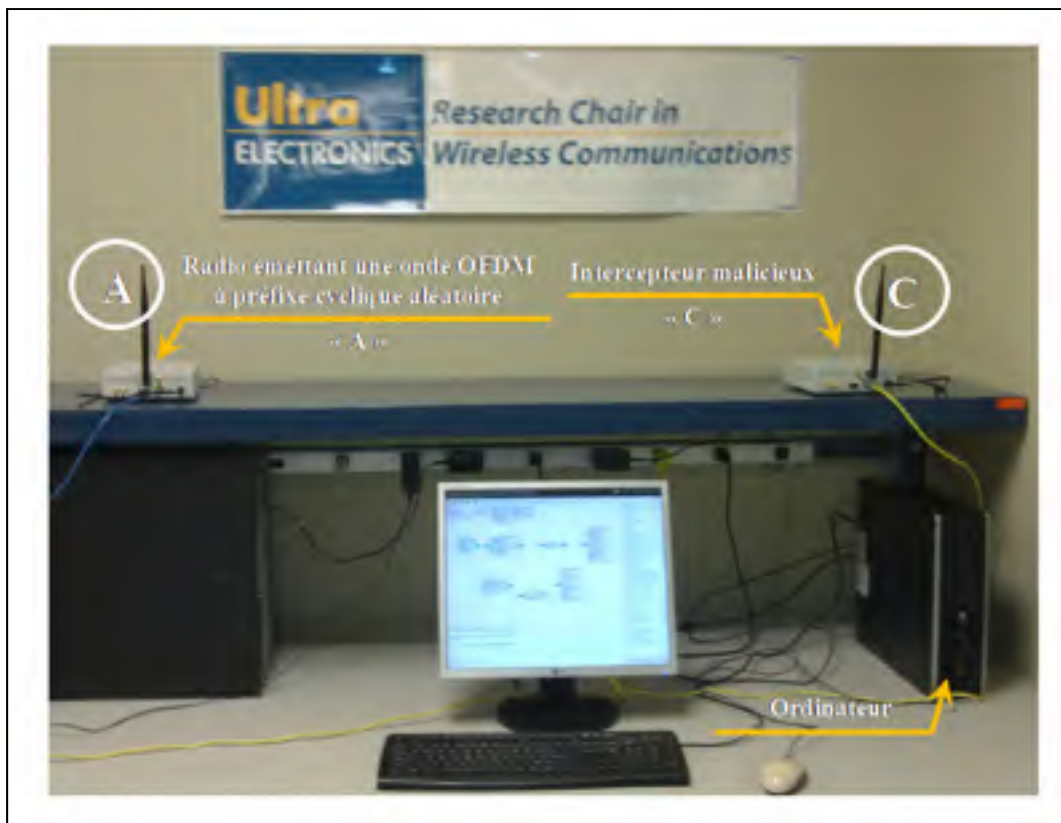 Ultra
ELECTRONICS
Research Chair in
Wireless Communications
A
Radio émettant une onde OFDM
à préfixe cyclique aléatoire
« A »
Intercepteur malicieux
« C »
C
Ordinateur